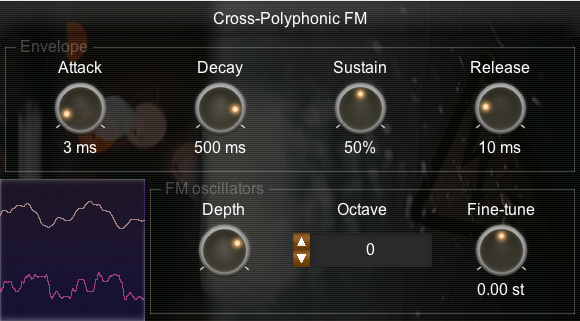 Cross-Polyphonic FM
Envelope
Attack Decay Sustain Release
3 ms 500 ms 50% 10 ms
FM oscillators
Depth Octave Fine-tune
0
0.00 st